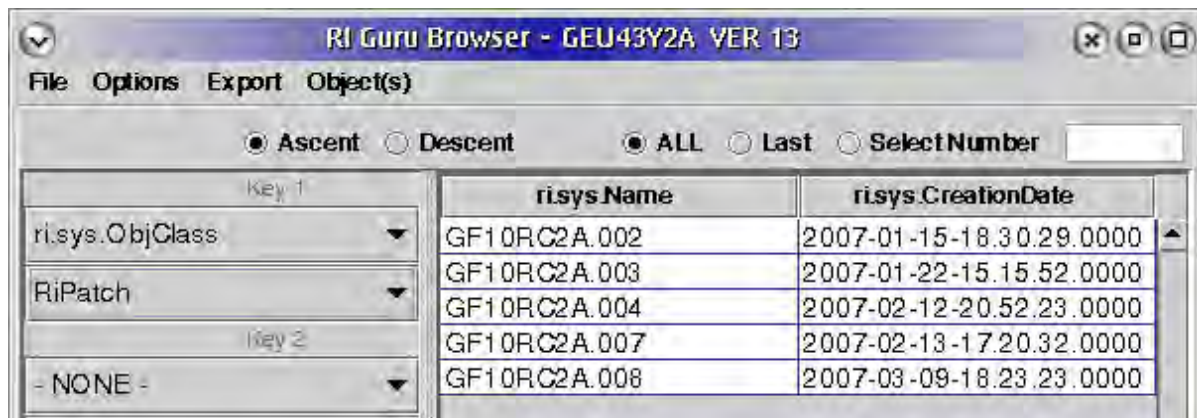 RI Guru Browser - GEU43Y2A VER 13
File Options Export Object(s)
Ascent Descent ALL Last Select Number
Key 1
ri.sys.ObjClass
RiPatch
Key 2
- NONE -
ri.sys.Name ri.sys.CreationDate
GF10RC2A.002 2007-01-15-18.30.29.0000
GF10RC2A.003 2007-01-22-15.15.52.0000
GF10RC2A.004 2007-02-12-20.52.23.0000
GF10RC2A.007 2007-02-13-17.20.32.0000
GF10RC2A.008 2007-03-09-18.23.23.0000